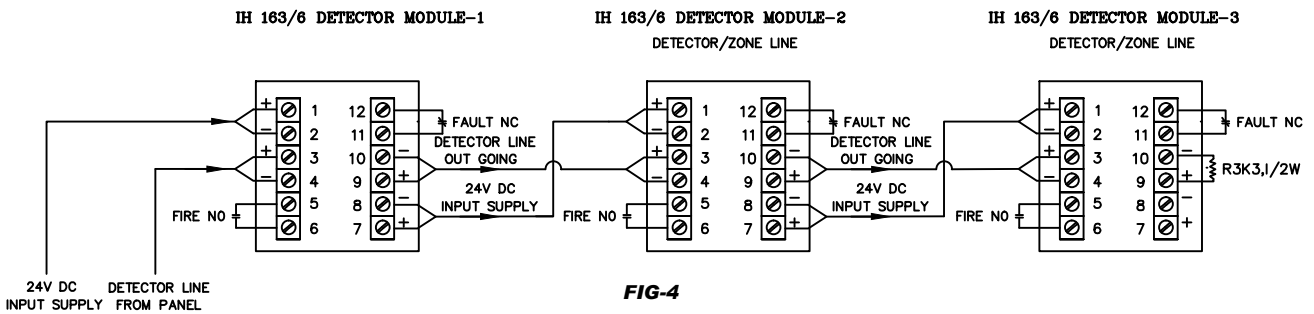 IH 163/6 DETECTOR MODULE-1
IH 163/6 DETECTOR MODULE-2
IH 163/6 DETECTOR MODULE-3
DETECTOR/ZONE LINE
DETECTOR/ZONE LINE
+ 1 12
- 2 11
+ 3 10 -
- 4 9 +
5 8 -
6 7 +
FIRE NO
FAULT NC
DETECTOR LINE
OUT GOING
24V DC
INPUT SUPPLY
+ 1 12
- 2 11
+ 3 10 -
- 4 9 +
5 8 -
6 7 +
FIRE NO
FAULT NC
DETECTOR LINE
OUT GOING
24V DC
INPUT SUPPLY
+ 1 12
- 2 11
+ 3 10 -
- 4 9 +
5 8 -
6 7 +
FIRE NO
FAULT NC
R3K3,1/2W
24V DC
INPUT SUPPLY
DETECTOR LINE
FROM PANEL
FIG-4